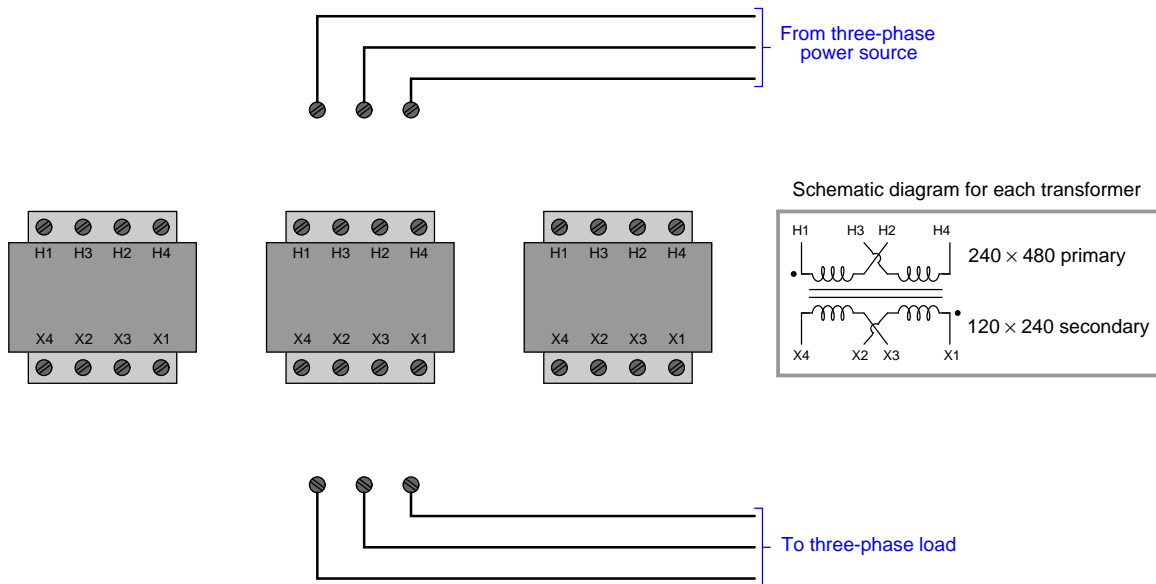 From three-phase
power source
Schematic diagram for each transformer
H1 H3 H2 H4
H1 H3 H2 H4
H1 H3 H2 H4
H1 H3 H2 H4
240 × 480 primary
X4 X2 X3 X1
X4 X2 X3 X1
X4 X2 X3 X1
120 × 240 secondary
X4 X2 X3 X1
To three-phase load